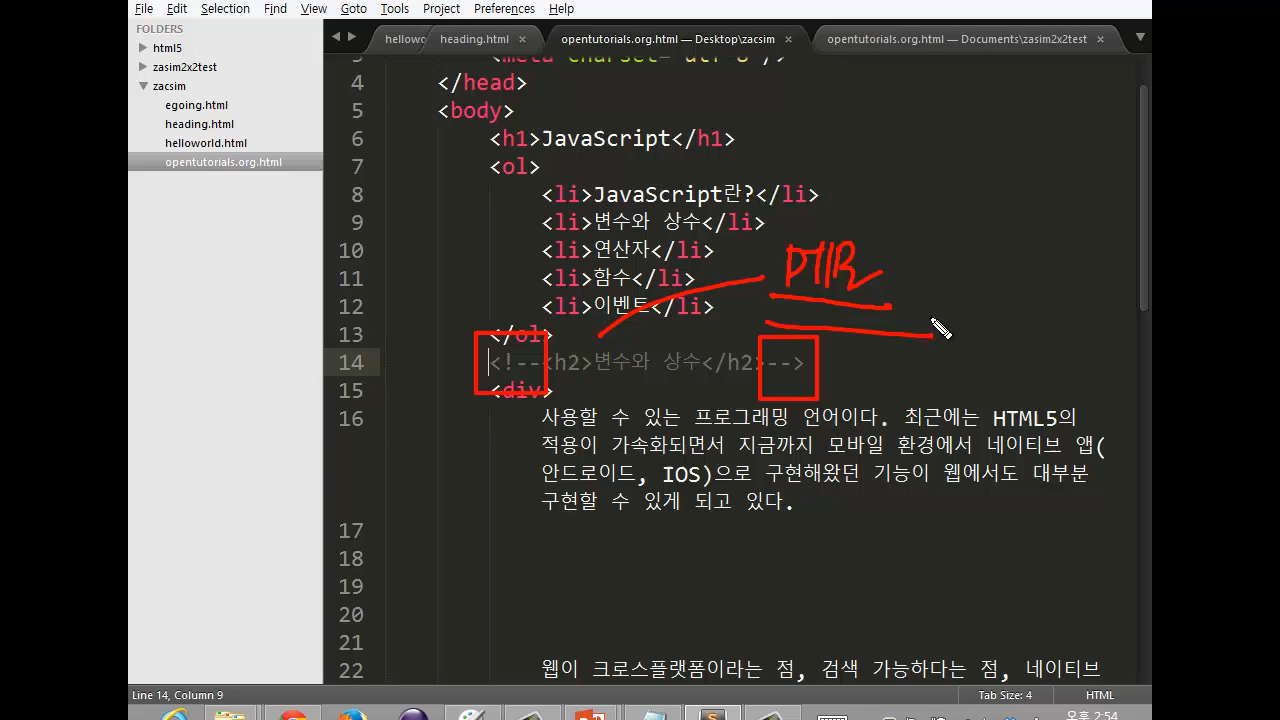 File Edit Selection Find View Goto Tools Project Preferences Help
FOLDERS
html5
zasim2x2test
zacsim
egoing.html
heading.html
helloworld.html
opentutorials.org.html
hellowo heading.html × opentutorials.org.html — Desktop\zacsim × opentutorials.org.html — Documents\zasim2x2test ×
3 <meta charset="utf-8"/>
4 </head>
5 <body>
6 <h1>JavaScript</h1>
7 <ol>
8 <li>JavaScript란?</li>
9 <li>변수와 상수</li>
10 <li>연산자</li>
11 <li>함수</li>
12 <li>이벤트</li>
13 </ol>
14 <!--<h2>변수와 상수</h2>-->
15 <div>
16 사용할 수 있는 프로그래밍 언어이다. 최근에는 HTML5의
적용이 가속화되면서 지금까지 모바일 환경에서 네이티브 앱(
안드로이드, IOS)으로 구현해왔던 기능이 웹에서도 대부분
구현할 수 있게 되고 있다.
17
18
19
20
21
22 웹이 크로스플랫폼이라는 점, 검색 가능하다는 점, 네이티브
Line 14, Column 9 Tab Size: 4 HTML
오후 2:54